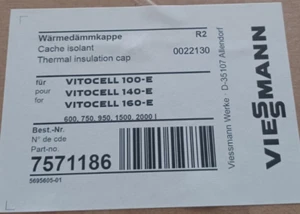 Wärmedämmkappe R2
Cache isolant 0022130
Thermal insulation cap
für VITOCELL 100-E
pour VITOCELL 140-E
for VITOCELL 160-E
600, 750, 950, 1500, 2000 l
Best.-Nr.
N° de cde
Part-no.
7571186
5695605-01
Viessmann Werke · D-35107 Allendorf
VIESSMANN